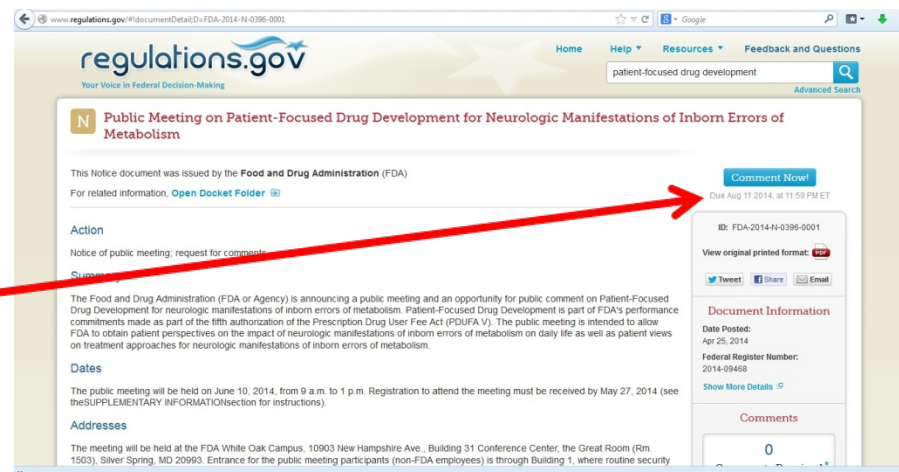 www.regulations.gov/#!documentDetail;D=FDA-2014-N-0396-0001
Google
regulations.gov
Your Voice in Federal Decision-Making
Home Help Resources Feedback and Questions
patient-focused drug development
Advanced Search
N Public Meeting on Patient-Focused Drug Development for Neurologic Manifestations of Inborn Errors of
Metabolism
This Notice document was issued by the Food and Drug Administration (FDA)
For related information, Open Docket Folder
Comment Now!
Due Aug 11 2014, at 11:59 PM ET
Action
Notice of public meeting; request for comments
Summary
The Food and Drug Administration (FDA or Agency) is announcing a public meeting and an opportunity for public comment on Patient-Focused
Drug Development for neurologic manifestations of inborn errors of metabolism. Patient-Focused Drug Development is part of FDA's performance
commitments made as part of the fifth authorization of the Prescription Drug User Fee Act (PDUFA V). The public meeting is intended to allow
FDA to obtain patient perspectives on the impact of neurologic manifestations of inborn errors of metabolism on daily life as well as patient views
on treatment approaches for neurologic manifestations of inborn errors of metabolism.
Dates
The public meeting will be held on June 10, 2014, from 9 a.m. to 1 p.m. Registration to attend the meeting must be received by May 27, 2014 (see
theSUPPLEMENTARY INFORMATIONsection for instructions).
Addresses
The meeting will be held at the FDA White Oak Campus, 10903 New Hampshire Ave., Building 31 Conference Center, the Great Room (Rm.
1503), Silver Spring, MD 20993. Entrance for the public meeting participants (non-FDA employees) is through Building 1, where routine security
ID: FDA-2014-N-0396-0001
View original printed format: PDF
Tweet Share Email
Document Information
Date Posted:
Apr 25, 2014
Federal Register Number:
2014-09468
Show More Details
Comments
0